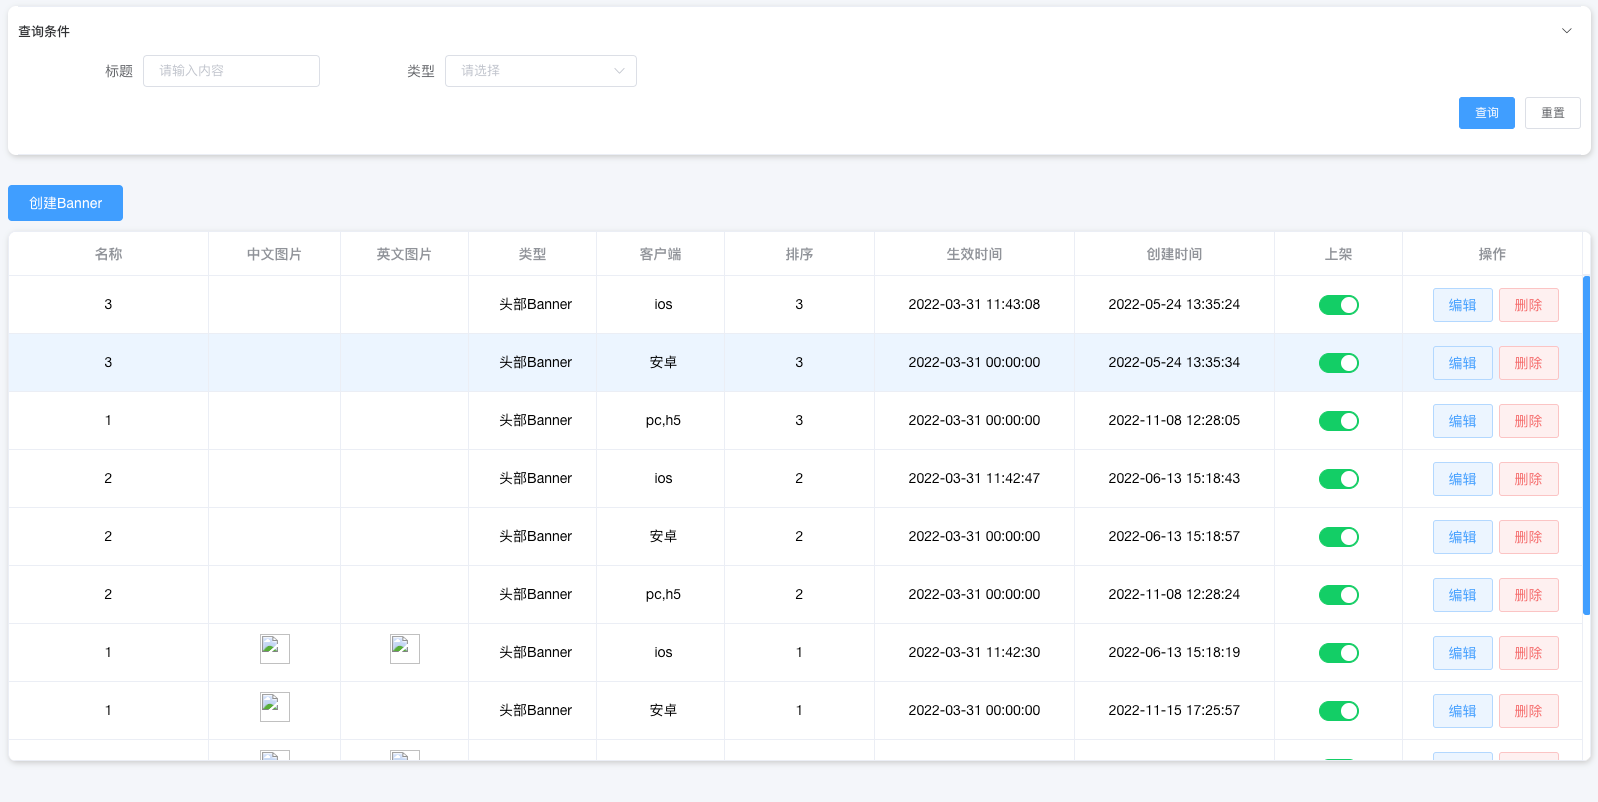 查询条件
标题 请输入内容 类型 请选择
查询 重置
创建Banner
名称 中文图片 英文图片 类型 客户端 排序 生效时间 创建时间 上架 操作
3 头部Banner ios 3 2022-03-31 11:43:08 2022-05-24 13:35:24 编辑 删除
3 头部Banner 安卓 3 2022-03-31 00:00:00 2022-05-24 13:35:34 编辑 删除
1 头部Banner pc,h5 3 2022-03-31 00:00:00 2022-11-08 12:28:05 编辑 删除
2 头部Banner ios 2 2022-03-31 11:42:47 2022-06-13 15:18:43 编辑 删除
2 头部Banner 安卓 2 2022-03-31 00:00:00 2022-06-13 15:18:57 编辑 删除
2 头部Banner pc,h5 2 2022-03-31 00:00:00 2022-11-08 12:28:24 编辑 删除
1 头部Banner ios 1 2022-03-31 11:42:30 2022-06-13 15:18:19 编辑 删除
1 头部Banner 安卓 1 2022-03-31 00:00:00 2022-11-15 17:25:57 编辑 删除